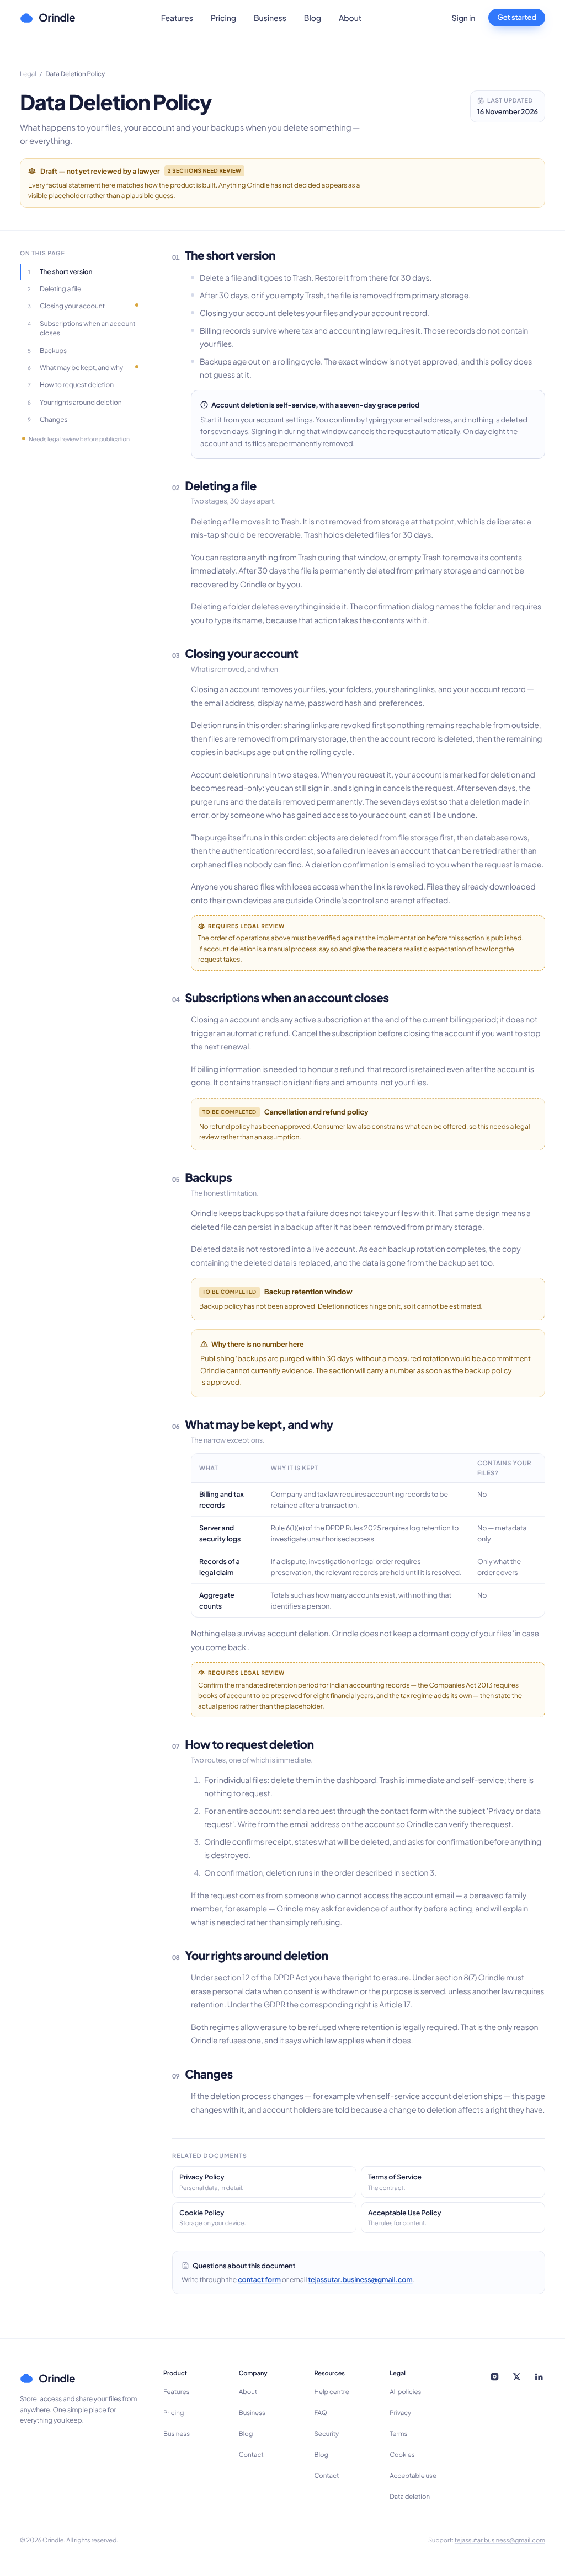 Orindle
Features
Pricing
Business
Blog
About
Sign in
Get started
Legal / Data Deletion Policy
Data Deletion Policy
What happens to your files, your account and your backups when you delete something —
or everything.
LAST UPDATED
16 November 2026
Draft — not yet reviewed by a lawyer
2 SECTIONS NEED REVIEW
Every factual statement here matches how the product is built. Anything Orindle has not decided appears as a
visible placeholder rather than a plausible guess.
ON THIS PAGE
1 The short version
2 Deleting a file
3 Closing your account
4 Subscriptions when an account
closes
5 Backups
6 What may be kept, and why
7 How to request deletion
8 Your rights around deletion
9 Changes
Needs legal review before publication
01 The short version
Delete a file and it goes to Trash. Restore it from there for 30 days.
After 30 days, or if you empty Trash, the file is removed from primary storage.
Closing your account deletes your files and your account record.
Billing records survive where tax and accounting law requires it. Those records do not contain
your files.
Backups age out on a rolling cycle. The exact window is not yet approved, and this policy does
not guess at it.
Account deletion is self-service, with a seven-day grace period
Start it from your account settings. You confirm by typing your email address, and nothing is deleted
for seven days. Signing in during that window cancels the request automatically. On day eight the
account and its files are permanently removed.
02 Deleting a file
Two stages, 30 days apart.
Deleting a file moves it to Trash. It is not removed from storage at that point, which is deliberate: a
mis-tap should be recoverable. Trash holds deleted files for 30 days.
You can restore anything from Trash during that window, or empty Trash to remove its contents
immediately. After 30 days the file is permanently deleted from primary storage and cannot be
recovered by Orindle or by you.
Deleting a folder deletes everything inside it. The confirmation dialog names the folder and requires
you to type its name, because that action takes the contents with it.
03 Closing your account
What is removed, and when.
Closing an account removes your files, your folders, your sharing links, and your account record —
the email address, display name, password hash and preferences.
Deletion runs in this order: sharing links are revoked first so nothing remains reachable from outside,
then files are removed from primary storage, then the account record is deleted, then the remaining
copies in backups age out on the rolling cycle.
Account deletion runs in two stages. When you request it, your account is marked for deletion and
becomes read-only: you can still sign in, and signing in cancels the request. After seven days, the
purge runs and the data is removed permanently. The seven days exist so that a deletion made in
error, or by someone who has gained access to your account, can still be undone.
The purge itself runs in this order: objects are deleted from file storage first, then database rows,
then the authentication record last, so a failed run leaves an account that can be retried rather than
orphaned files nobody can find. A deletion confirmation is emailed to you when the request is made.
Anyone you shared files with loses access when the link is revoked. Files they already downloaded
onto their own devices are outside Orindle's control and are not affected.
REQUIRES LEGAL REVIEW
The order of operations above must be verified against the implementation before this section is published.
If account deletion is a manual process, say so and give the reader a realistic expectation of how long the
request takes.
04 Subscriptions when an account closes
Closing an account ends any active subscription at the end of the current billing period; it does not
trigger an automatic refund. Cancel the subscription before closing the account if you want to stop
the next renewal.
If billing information is needed to honour a refund, that record is retained even after the account is
gone. It contains transaction identifiers and amounts, not your files.
TO BE COMPLETED Cancellation and refund policy
No refund policy has been approved. Consumer law also constrains what can be offered, so this needs a legal
review rather than an assumption.
05 Backups
The honest limitation.
Orindle keeps backups so that a failure does not take your files with it. That same design means a
deleted file can persist in a backup after it has been removed from primary storage.
Deleted data is not restored into a live account. As each backup rotation completes, the copy
containing the deleted data is replaced, and the data is gone from the backup set too.
TO BE COMPLETED Backup retention window
Backup policy has not been approved. Deletion notices hinge on it, so it cannot be estimated.
Why there is no number here
Publishing 'backups are purged within 30 days' without a measured rotation would be a commitment
Orindle cannot currently evidence. The section will carry a number as soon as the backup policy
is approved.
06 What may be kept, and why
The narrow exceptions.
WHAT
WHY IT IS KEPT
CONTAINS YOUR
FILES?
Billing and tax
records
Company and tax law requires accounting records to be
retained after a transaction.
No
Server and
security logs
Rule 6(1)(e) of the DPDP Rules 2025 requires log retention to
investigate unauthorised access.
No — metadata
only
Records of a
legal claim
If a dispute, investigation or legal order requires
preservation, the relevant records are held until it is resolved.
Only what the
order covers
Aggregate
counts
Totals such as how many accounts exist, with nothing that
identifies a person.
No
Nothing else survives account deletion. Orindle does not keep a dormant copy of your files 'in case
you come back'.
REQUIRES LEGAL REVIEW
Confirm the mandated retention period for Indian accounting records — the Companies Act 2013 requires
books of account to be preserved for eight financial years, and the tax regime adds its own — then state the
actual period rather than the placeholder.
07 How to request deletion
Two routes, one of which is immediate.
1. For individual files: delete them in the dashboard. Trash is immediate and self-service; there is
nothing to request.
2. For an entire account: send a request through the contact form with the subject 'Privacy or data
request'. Write from the email address on the account so Orindle can verify the request.
3. Orindle confirms receipt, states what will be deleted, and asks for confirmation before anything
is destroyed.
4. On confirmation, deletion runs in the order described in section 3.
If the request comes from someone who cannot access the account email — a bereaved family
member, for example — Orindle may ask for evidence of authority before acting, and will explain
what is needed rather than simply refusing.
08 Your rights around deletion
Under section 12 of the DPDP Act you have the right to erasure. Under section 8(7) Orindle must
erase personal data when consent is withdrawn or the purpose is served, unless another law requires
retention. Under the GDPR the corresponding right is Article 17.
Both regimes allow erasure to be refused where retention is legally required. That is the only reason
Orindle refuses one, and it says which law applies when it does.
09 Changes
If the deletion process changes — for example when self-service account deletion ships — this page
changes with it, and account holders are told because a change to deletion affects a right they have.
RELATED DOCUMENTS
Privacy Policy
Personal data, in detail.
Terms of Service
The contract.
Cookie Policy
Storage on your device.
Acceptable Use Policy
The rules for content.
Questions about this document
Write through the contact form or email tejassutar.business@gmail.com.
Orindle
Store, access and share your files from
anywhere. One simple place for
everything you keep.
Product
Features
Pricing
Business
Company
About
Business
Blog
Contact
Resources
Help centre
FAQ
Security
Blog
Contact
Legal
All policies
Privacy
Terms
Cookies
Acceptable use
Data deletion
© 2026 Orindle. All rights reserved.
Support: tejassutar.business@gmail.com